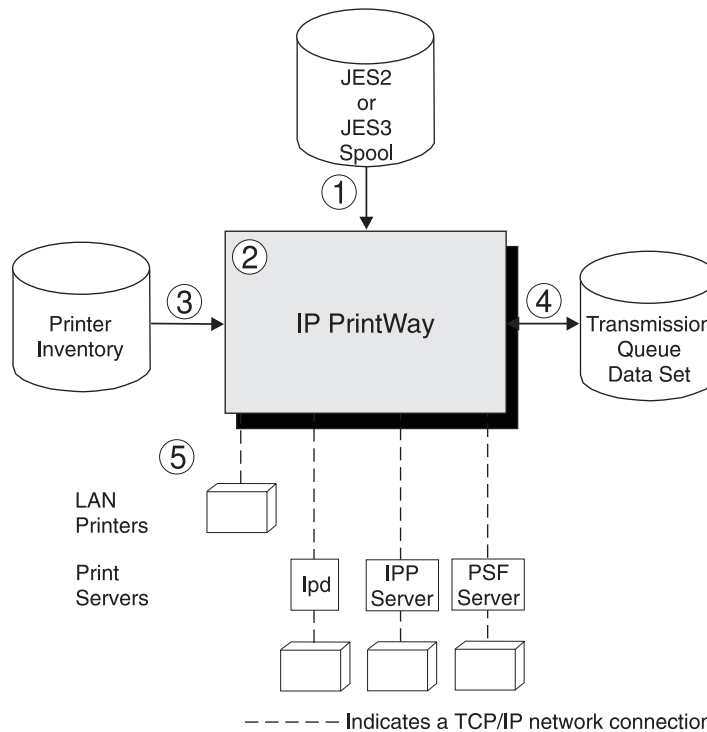 JES2
or
JES3
Spool
1
2
IP PrintWay
3
Printer
Inventory
4
Transmission
Queue
Data Set
5
LAN
Printers
Print
Servers
lpd
IPP
Server
PSF
Server
Indicates a TCP/IP network connection